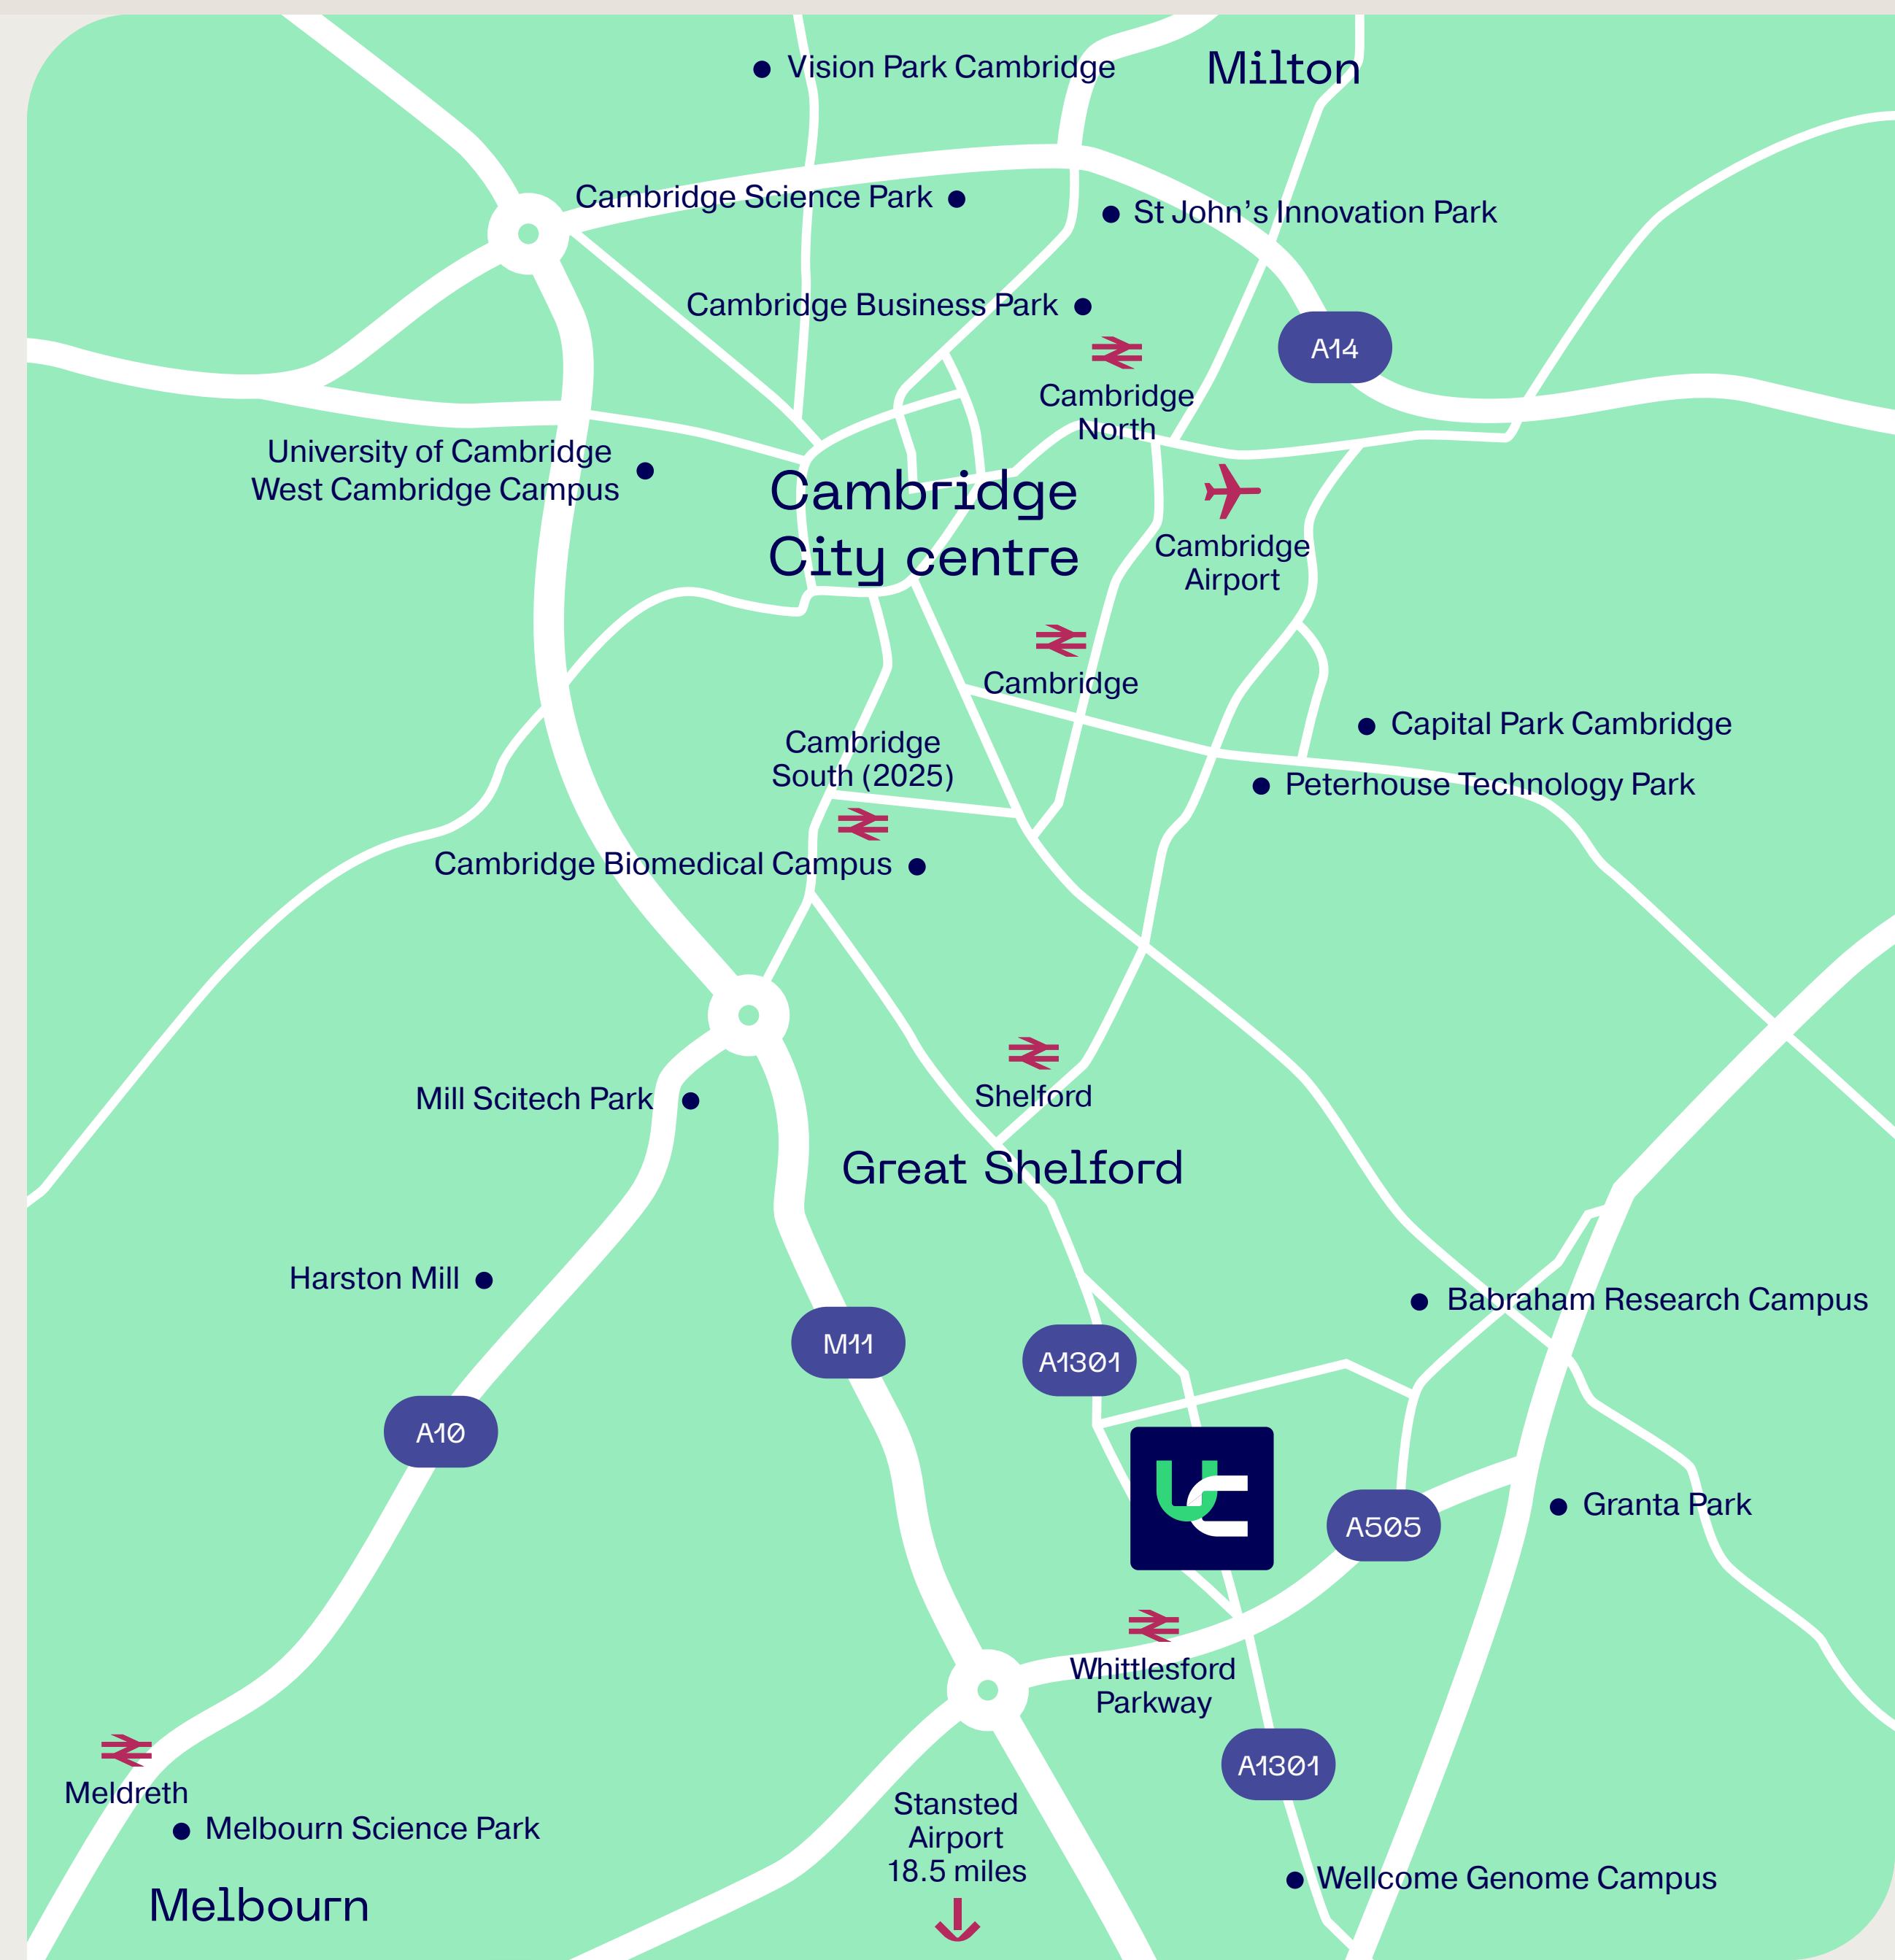 Vision Park Cambridge
Milton
Cambridge Science Park
St John’s Innovation Park
Cambridge Business Park
A14
Cambridge
North
University of Cambridge
West Cambridge Campus
Cambridge
City centre
Cambridge
Airport
Cambridge
Capital Park Cambridge
Cambridge
South (2025)
Peterhouse Technology Park
Cambridge Biomedical Campus
Mill Scitech Park
Shelford
Great Shelford
Harston Mill
Babraham Research Campus
M11
A1301
A10
UC
Granta Park
A505
Whittlesford
Parkway
A1301
Meldreth
Stansted
Airport
18.5 miles
Melbourn Science Park
Wellcome Genome Campus
Melbourn